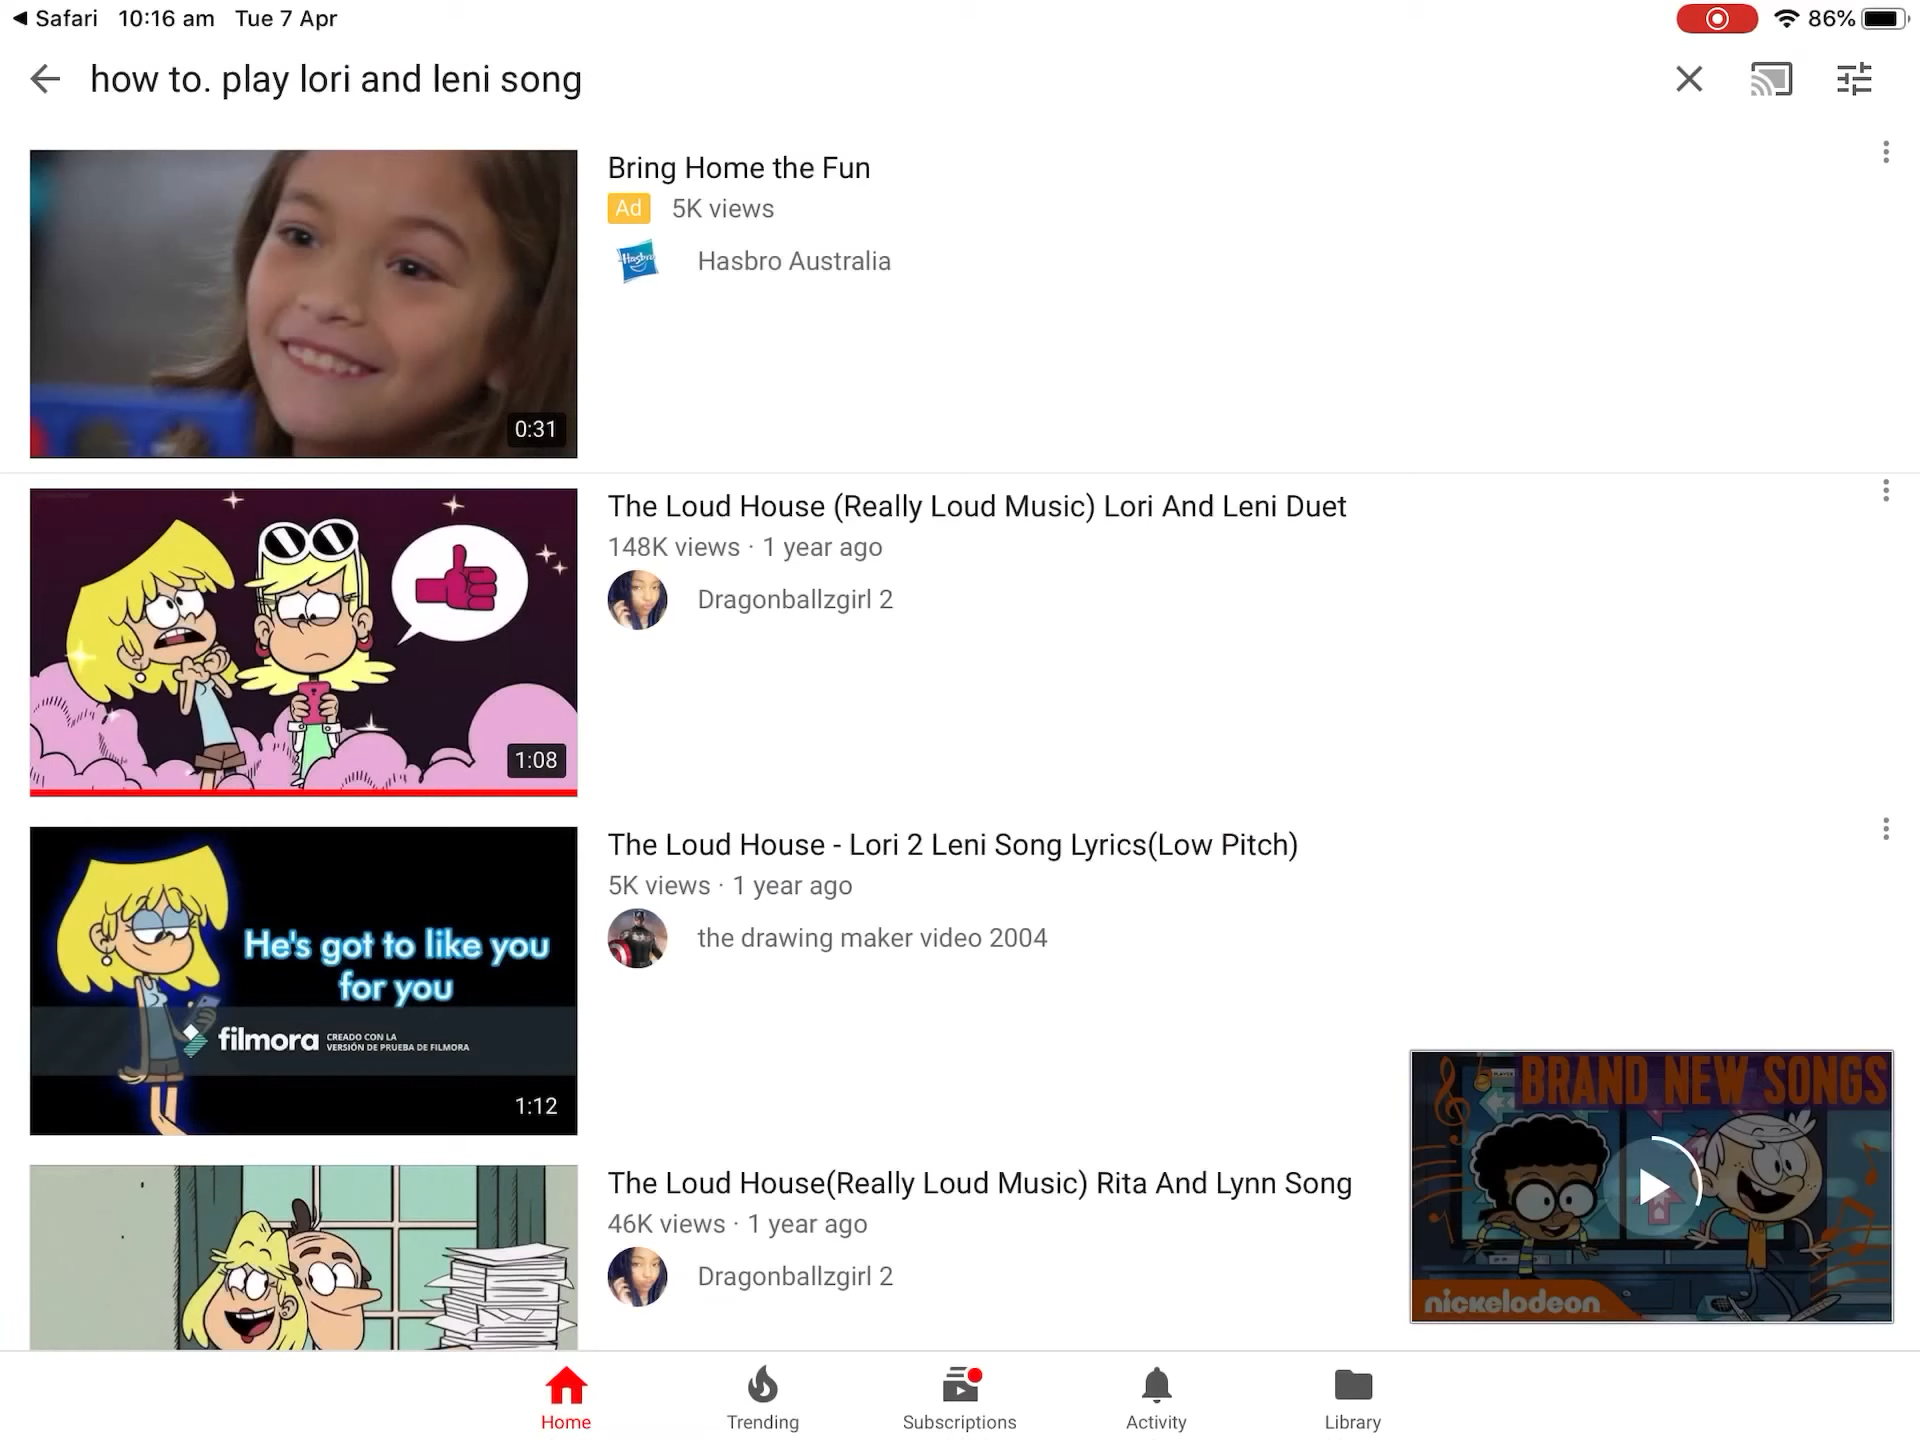 Safari 10:16 am Tue 7 Apr
86%
how to. play lori and leni song
Bring Home the Fun
Ad 5K views
Hasbro
Hasbro Australia
0:31
The Loud House (Really Loud Music) Lori And Leni Duet
148K views · 1 year ago
Dragonballzgirl 2
1:08
The Loud House - Lori 2 Leni Song Lyrics(Low Pitch)
5K views · 1 year ago
the drawing maker video 2004
He's got to like you
for you
filmora CREADO CON LA
VERSIÓN DE PRUEBA DE FILMORA
1:12
The Loud House(Really Loud Music) Rita And Lynn Song
46K views · 1 year ago
Dragonballzgirl 2
BRAND NEW SONGS
nickelodeon
Home Trending Subscriptions Activity Library